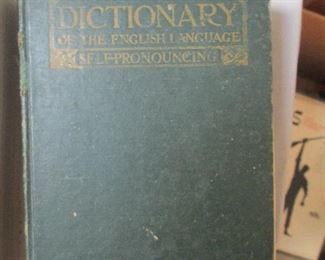 DICTIONARY
OF THE ENGLISH LANGUAGE
SELF-PRONOUNCING
S